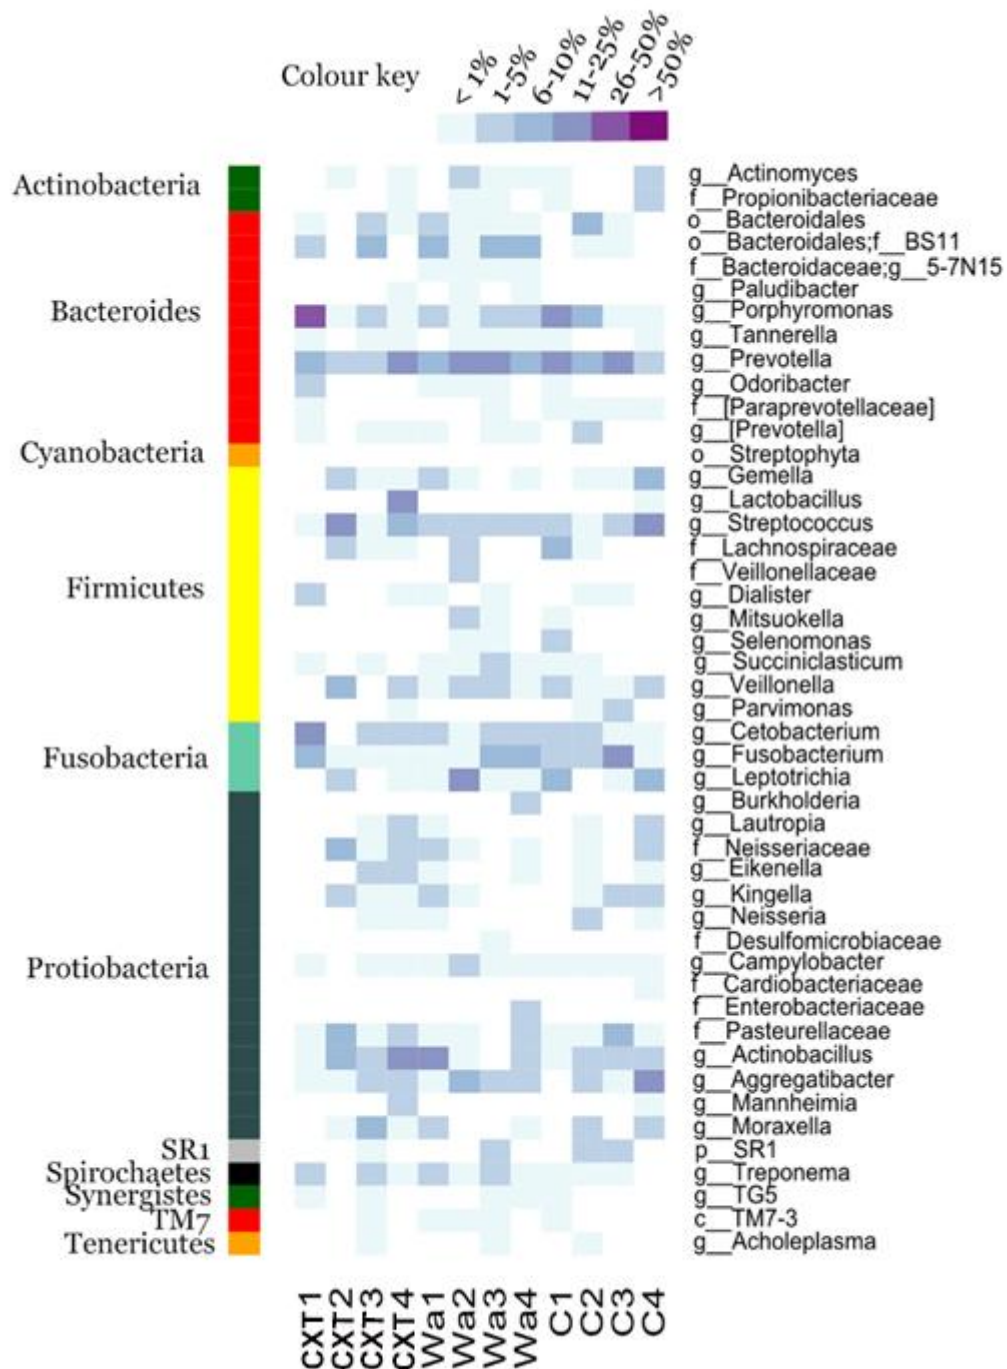 Colour key
< 1%
1-5%
6-10%
11-25%
26-50%
>50%
Actinobacteria
Bacteroides
Cyanobacteria
Firmicutes
Fusobacteria
Protiobacteria
SR1
Spirochaetes
Synergistes
TM7
Tenericutes
g__Actinomyces
f__Propionibacteriaceae
o__Bacteroidales
o__Bacteroidales;f__BS11
f__Bacteroidaceae;g__5-7N15
g__Paludibacter
g__Porphyromonas
g__Tannerella
g__Prevotella
g__Odoribacter
f__[Paraprevotellaceae]
g__[Prevotella]
o__Streptophyta
g__Gemella
g__Lactobacillus
g__Streptococcus
f__Lachnospiraceae
f__Veillonellaceae
g__Dialister
g__Mitsuokella
g__Selenomonas
g__Succiniclasticum
g__Veillonella
g__Parvimonas
g__Cetobacterium
g__Fusobacterium
g__Leptotrichia
g__Burkholderia
g__Lautropia
f__Neisseriaceae
g__Eikenella
g__Kingella
g__Neisseria
f__Desulfomicrobiaceae
g__Campylobacter
f__Cardiobacteriaceae
f__Enterobacteriaceae
f__Pasteurellaceae
g__Actinobacillus
g__Aggregatibacter
g__Mannheimia
g__Moraxella
p__SR1
g__Treponema
g__TG5
c__TM7-3
g__Acholeplasma
CXT1
CXT2
CXT3
CXT4
Wa1
Wa2
Wa3
Wa4
C1
C2
C3
C4